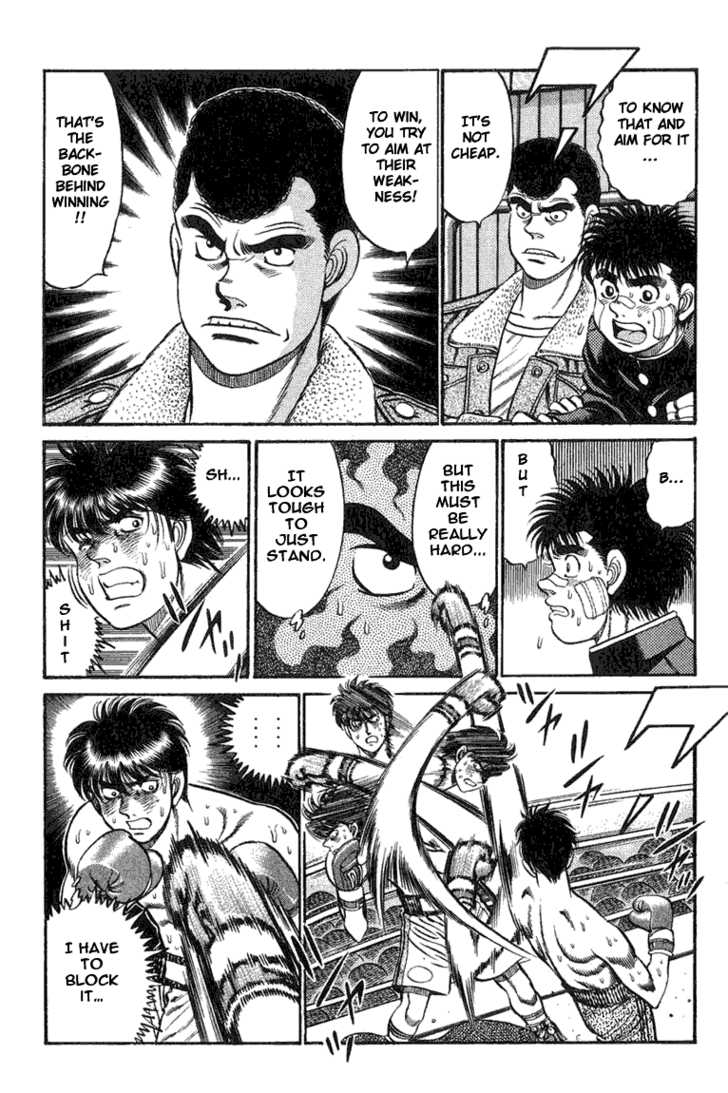 TO KNOW
THAT AND
AIM FOR IT
...
IT'S
NOT
CHEAP.
TO WIN,
YOU TRY
TO AIM AT
THEIR
WEAK-
NESS!
THAT'S
THE
BACK-
BONE
BEHIND
WINNING
!!
B...
B
U
T
BUT
THIS
MUST
BE
REALLY
HARD...
IT
LOOKS
TOUGH
TO
JUST
STAND.
SH...
S
H
I
T
......
I HAVE
TO
BLOCK
IT...